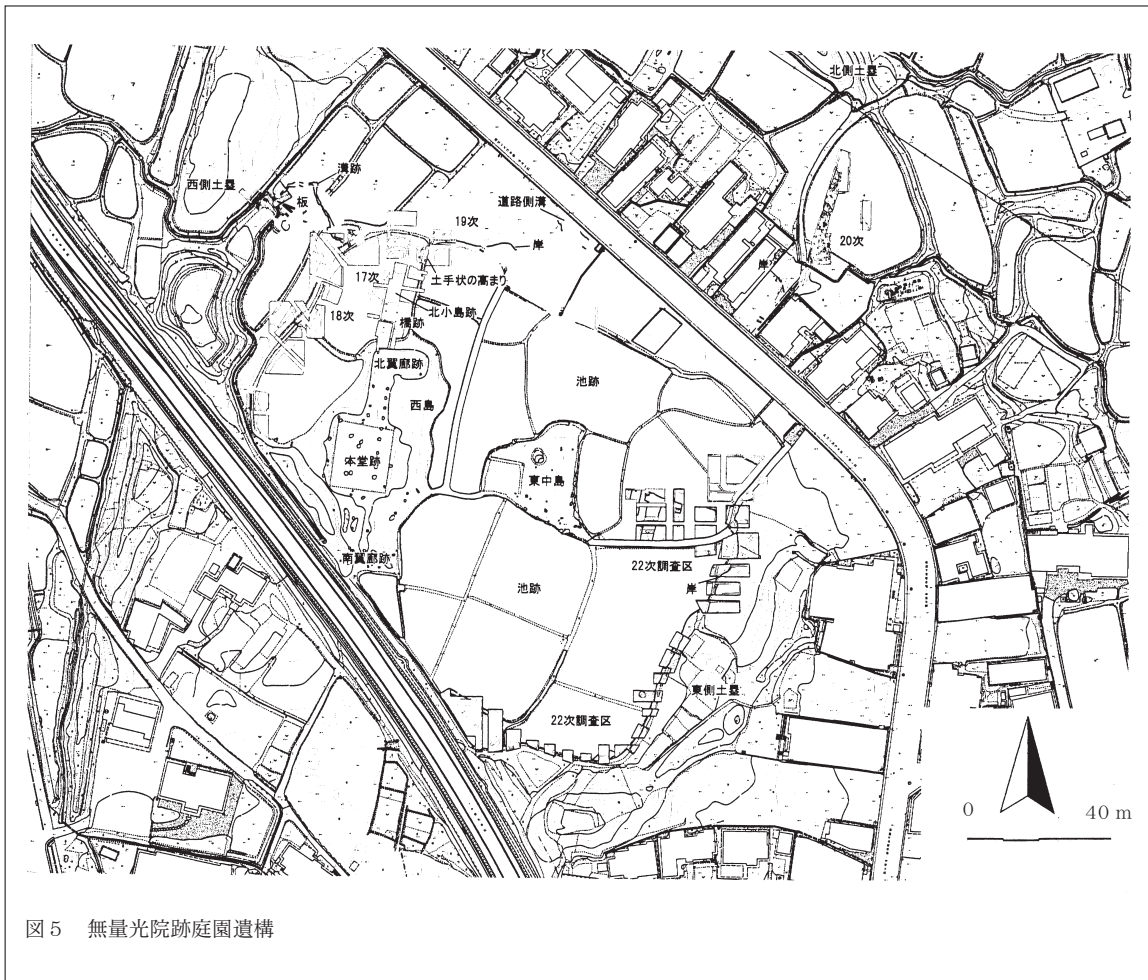 北側土塁
溝跡
西側土塁
板
道路側溝
19次
岸
20次
岸
土手状の高まり
17次
北小島跡
18次
橋跡
北翼廊跡
池跡
西島
本堂跡
東中島
南翼廊跡
22次調査区
池跡
岸
東側土塁
22次調査区
0 40 m
図5 無量光院跡庭園遺構